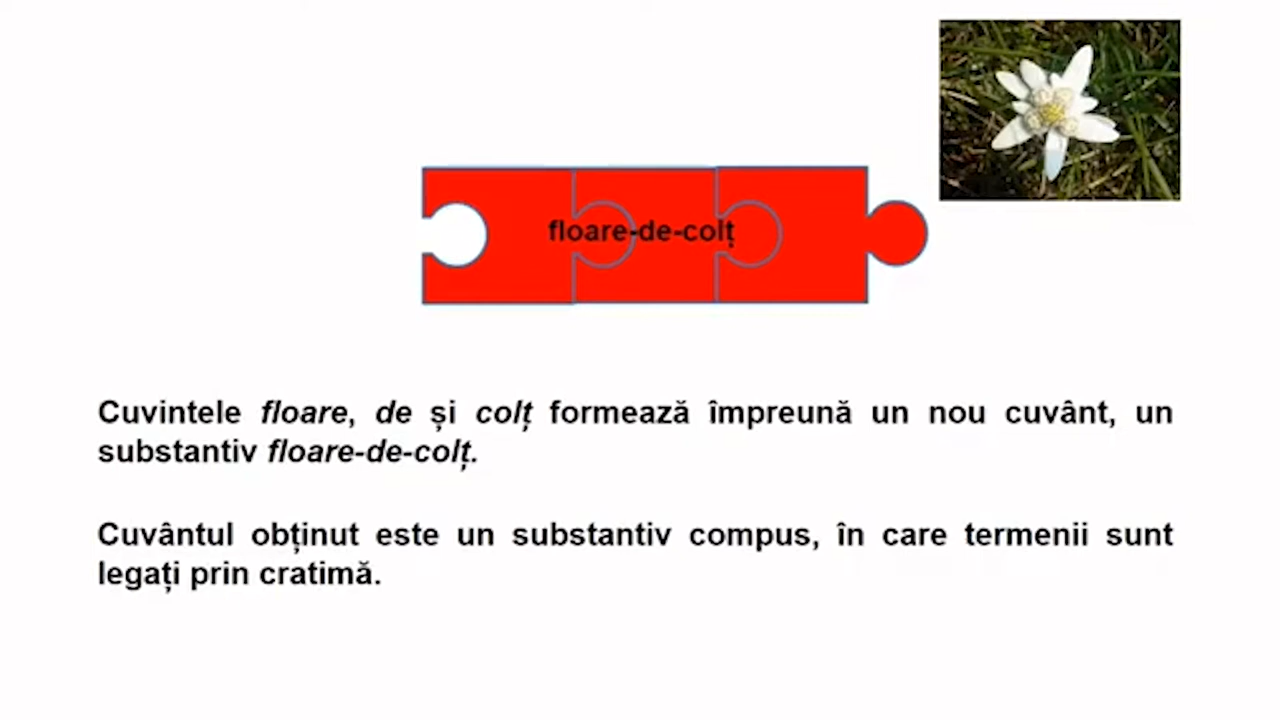 floare-de-colț
Cuvintele floare, de și colț formează împreună un nou cuvânt, un
substantiv floare-de-colț.
Cuvântul obținut este un substantiv compus, în care termenii sunt
legați prin cratimă.